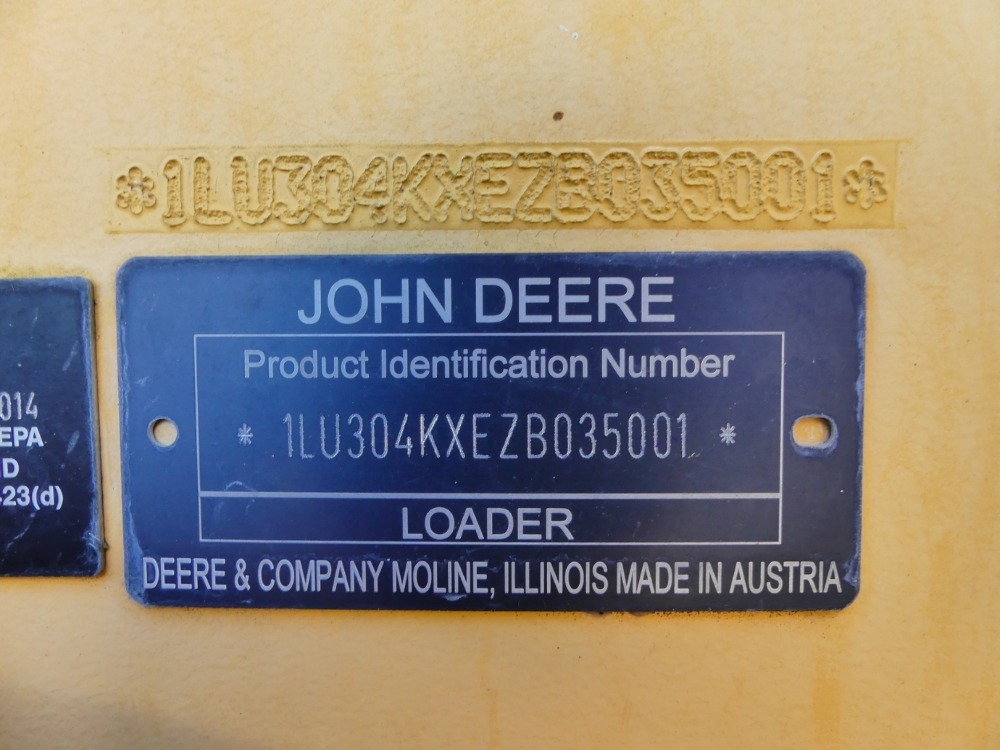 *1LU304KXEZB035001*
JOHN DEERE
Product Identification Number
* 1LU304KXEZB035001 *
LOADER
DEERE & COMPANY MOLINE, ILLINOIS MADE IN AUSTRIA
014
EPA
D
23(d)